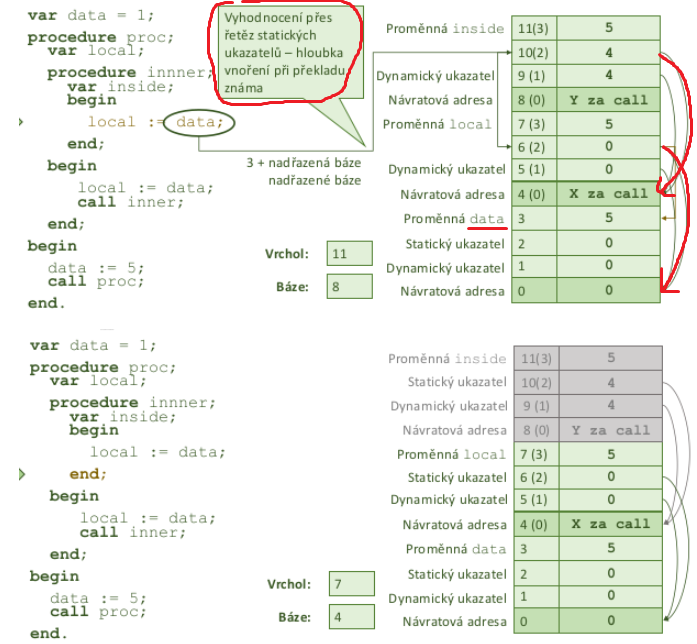 var data = 1;
procedure proc;
var local;
procedure innner;
var inside;
begin
local := data;
end;
begin
local := data;
call inner;
end;
begin
data := 5;
call proc;
end.
Vyhodnocení přes
řetěz statických
ukazatelů – hloubka
vnoření při překladu
známa
3 + nadřazená báze
nadřazené báze
Vrchol: 11
Báze: 8
Proměnná inside 11(3) 5
10(2) 4
Dynamický ukazatel 9 (1) 4
Návratová adresa 8 (0) Y za call
Proměnná local 7 (3) 5
6 (2) 0
Dynamický ukazatel 5 (1) 0
Návratová adresa 4 (0) X za call
Proměnná data 3 5
Statický ukazatel 2 0
Dynamický ukazatel 1 0
Návratová adresa 0 0
var data = 1;
procedure proc;
var local;
procedure innner;
var inside;
begin
local := data;
end;
begin
local := data;
call inner;
end;
begin
data := 5;
call proc;
end.
Vrchol: 7
Báze: 4
Proměnná inside 11(3) 5
Statický ukazatel 10(2) 4
Dynamický ukazatel 9 (1) 4
Návratová adresa 8 (0) Y za call
Proměnná local 7 (3) 5
Statický ukazatel 6 (2) 0
Dynamický ukazatel 5 (1) 0
Návratová adresa 4 (0) X za call
Proměnná data 3 5
Statický ukazatel 2 0
Dynamický ukazatel 1 0
Návratová adresa 0 0